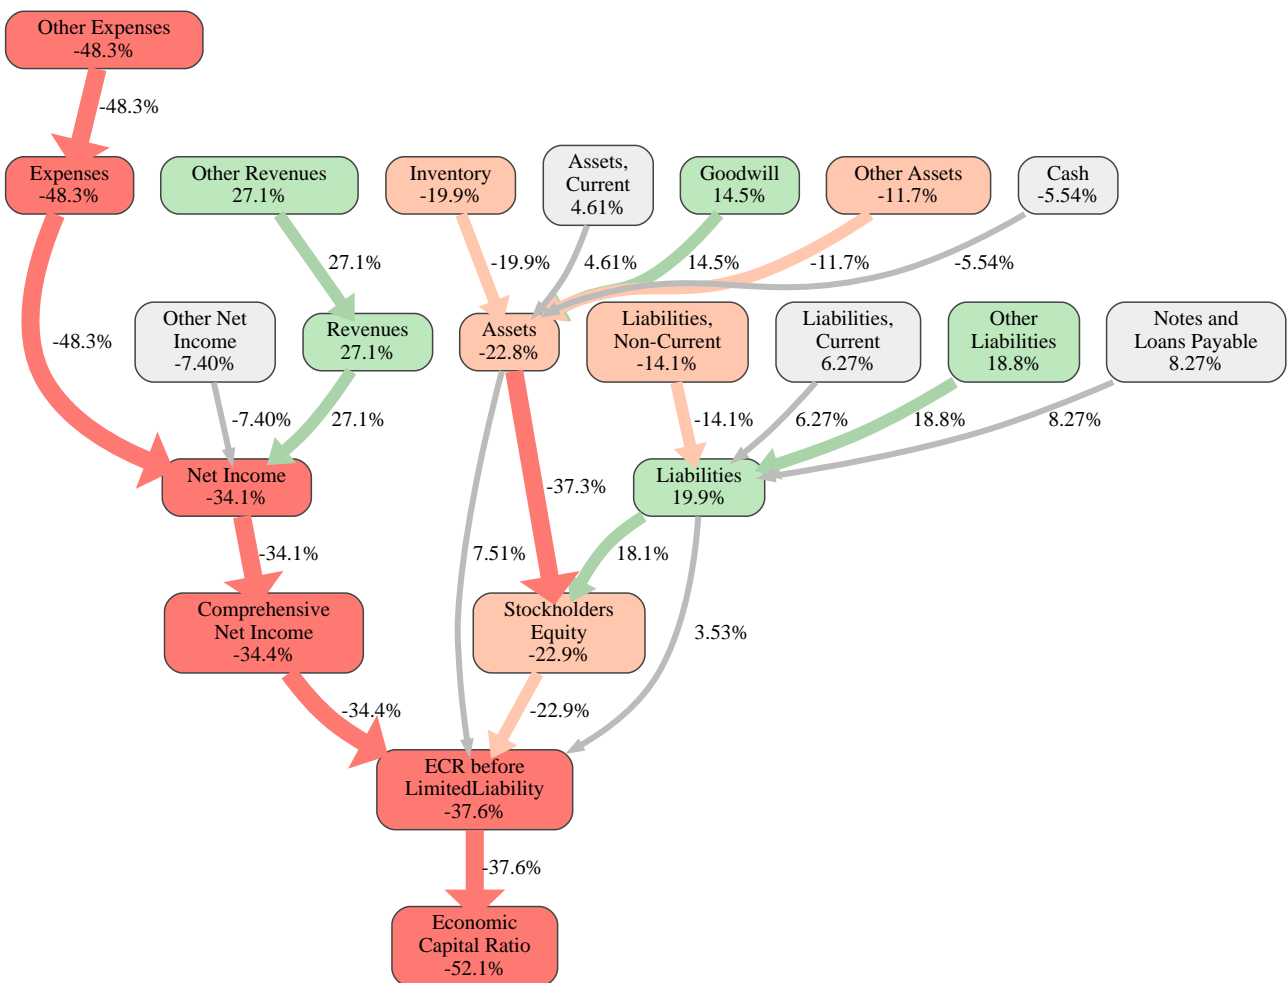 Other Expenses
-48.3%
-48.3%
Expenses
-48.3%
Other Revenues
27.1%
Inventory
-19.9%
Assets,
Current
4.61%
Goodwill
14.5%
Other Assets
-11.7%
Cash
-5.54%
27.1%
-19.9%
4.61%
14.5%
-11.7%
-5.54%
-48.3%
Other Net
Income
-7.40%
Revenues
27.1%
Assets
-22.8%
Liabilities,
Non-Current
-14.1%
Liabilities,
Current
6.27%
Other
Liabilities
18.8%
Notes and
Loans Payable
8.27%
-7.40%
27.1%
-14.1%
6.27%
18.8%
8.27%
Net Income
-34.1%
-37.3%
Liabilities
19.9%
-34.1%
7.51%
18.1%
Comprehensive
Net Income
-34.4%
Stockholders
Equity
-22.9%
3.53%
-34.4%
-22.9%
ECR before
LimitedLiability
-37.6%
-37.6%
Economic
Capital Ratio
-52.1%